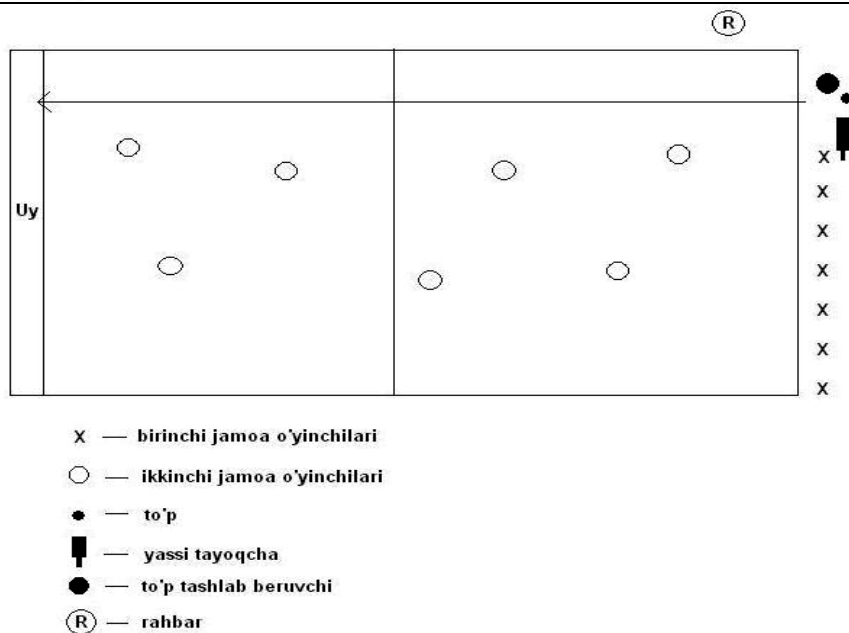 R
x
x
Uy
x
x
x
x
x
x — birinchi jamoa o'yinchilari
— ikkinchi jamoa o'yinchilari
— to'p
— yassi tayoqcha
— to'p tashlab beruvchi
R — rahbar